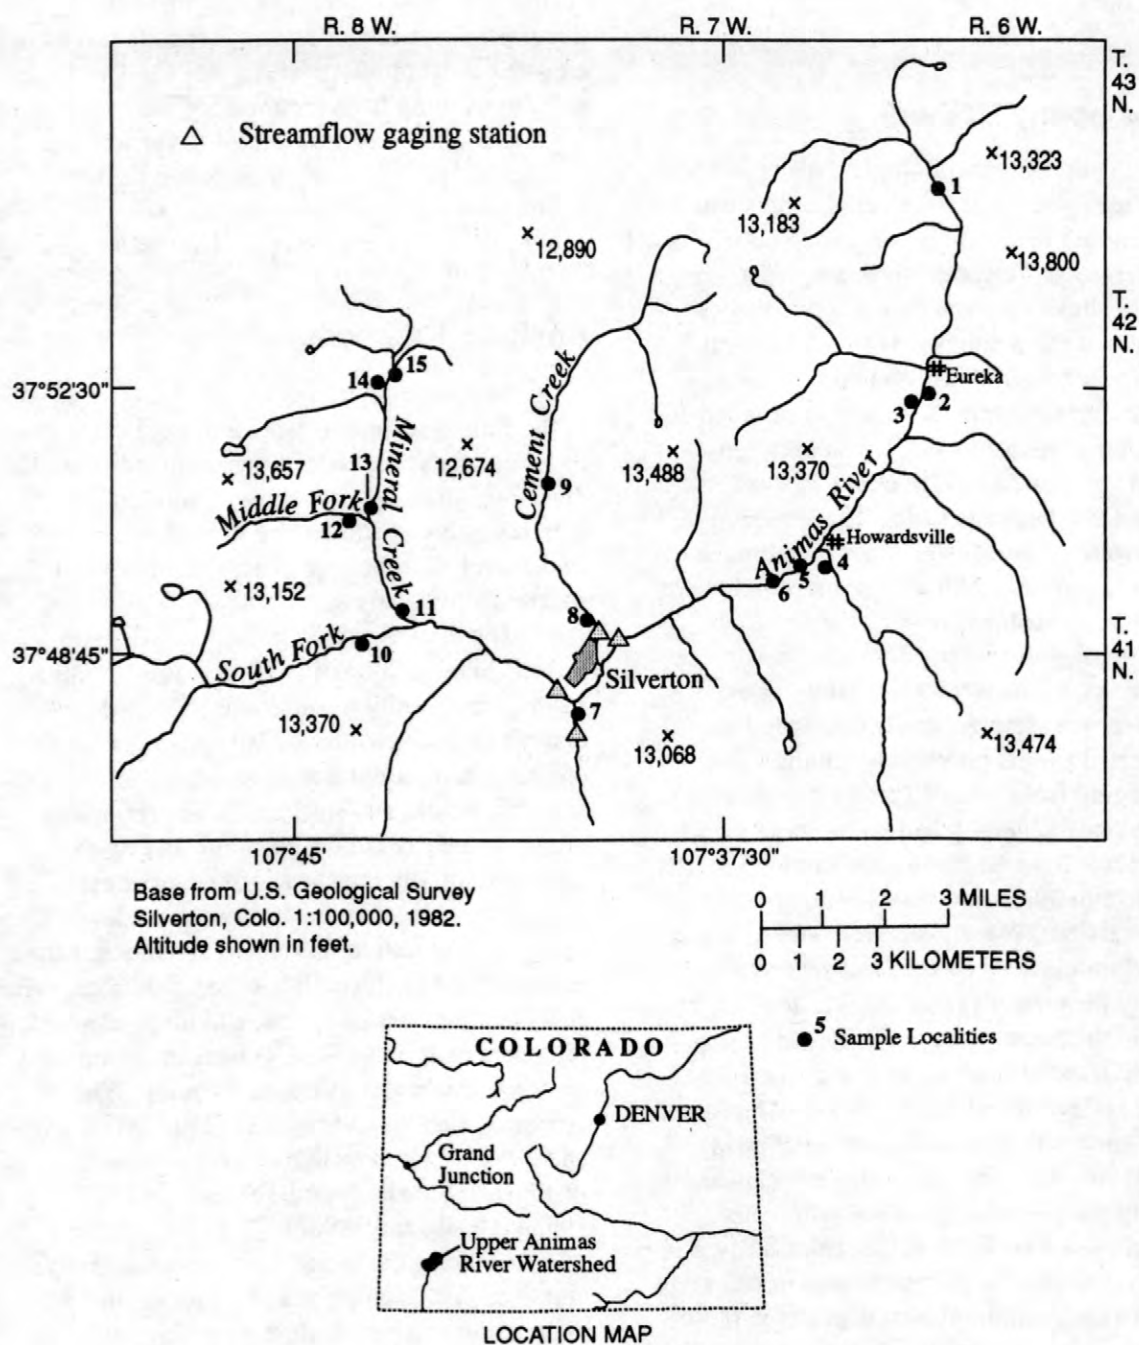 R. 8 W.
R. 7 W.
R. 6 W.
T.
43
N.
Streamflow gaging station
1
13,323
13,183
12,890
13,800
T.
42
N.
15
14
Eureka
37°52'30"
2
3
Cement Creek
Mineral Creek
13
13,657
12,674
13,488
13,370
9
Animas River
Middle Fork
12
Howardsville
5
4
6
13,152
11
8
South Fork
10
37°48'45"
T.
41
N.
Silverton
7
13,370
13,068
13,474
107°45
107°37'30"
Base from U.S. Geological Survey
Silverton, Colo. 1:100,000, 1982.
Altitude shown in feet.
0 1 2 3 MILES
0 1 2 3 KILOMETERS
5 Sample Localities
COLORADO
DENVER
Grand
Junction
Upper Animas
River Watershed
LOCATION MAP